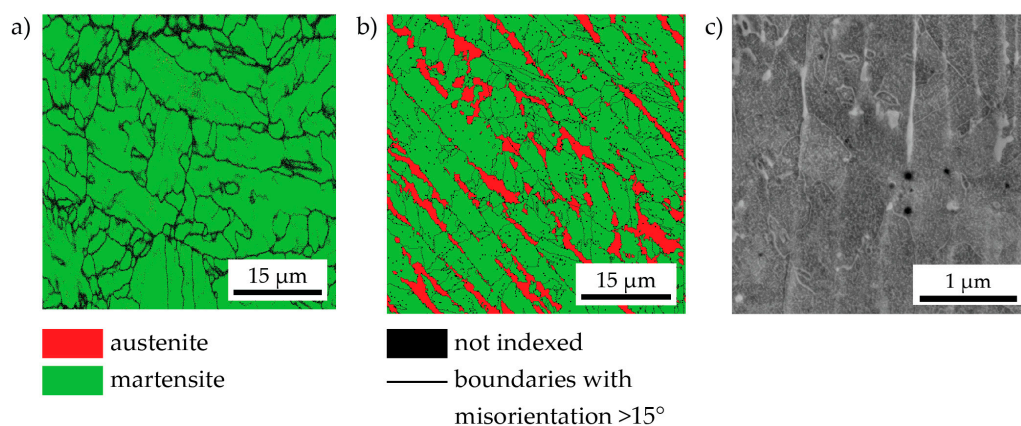 a)
b)
c)
15 µm
15 µm
1 µm
austenite
martensite
not indexed
boundaries with
misorientation >15°